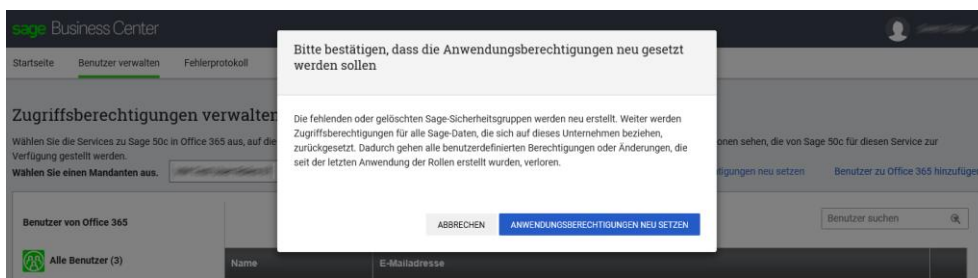 sage Business Center
Startseite Benutzer verwalten Fehlerprotokoll
Bitte bestätigen, dass die Anwendungsberechtigungen neu gesetzt
werden sollen
Die fehlenden oder gelöschten Sage-Sicherheitsgruppen werden neu erstellt. Weiter werden
Zugriffsberechtigungen für alle Sage-Daten, die sich auf dieses Unternehmen beziehen,
zurückgesetzt. Dadurch gehen alle benutzerdefinierten Berechtigungen oder Änderungen, die
seit der letzten Anwendung der Rollen erstellt wurden, verloren.
ABBRECHEN ANWENDUNGSBERECHTIGUNGEN NEU SETZEN
Zugriffsberechtigungen verwalten
Wählen Sie die Services zu Sage 50c in Office 365 aus, auf die onen sehen, die von Sage 50c für diesen Service zur
Verfügung gestellt werden.
Wählen Sie einen Mandanten aus. tigungen neu setzen Benutzer zu Office 365 hinzufüge
Benutzer von Office 365 Benutzer suchen
Alle Benutzer (3) Name E-Mailadresse